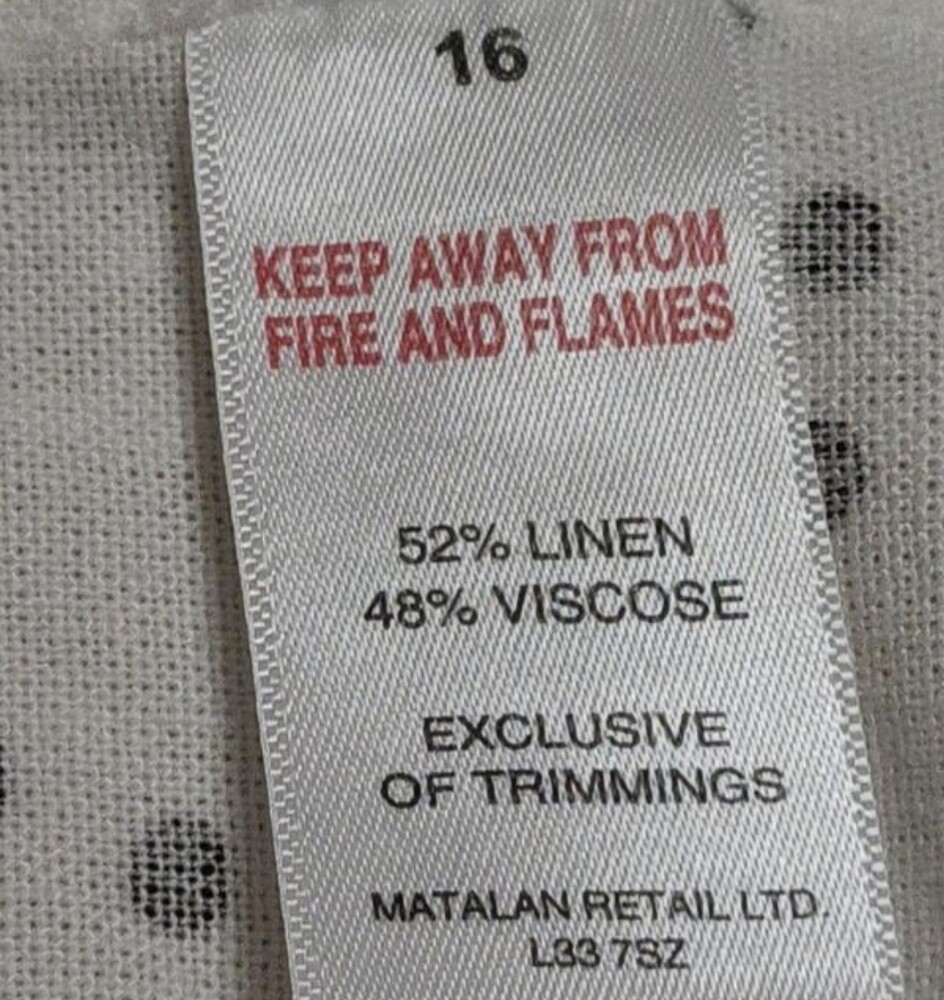 16
KEEP AWAY FROM
FIRE AND FLAMES
52% LINEN
48% VISCOSE
EXCLUSIVE
OF TRIMMINGS
MATALAN RETAIL LTD.
L33 7SZ